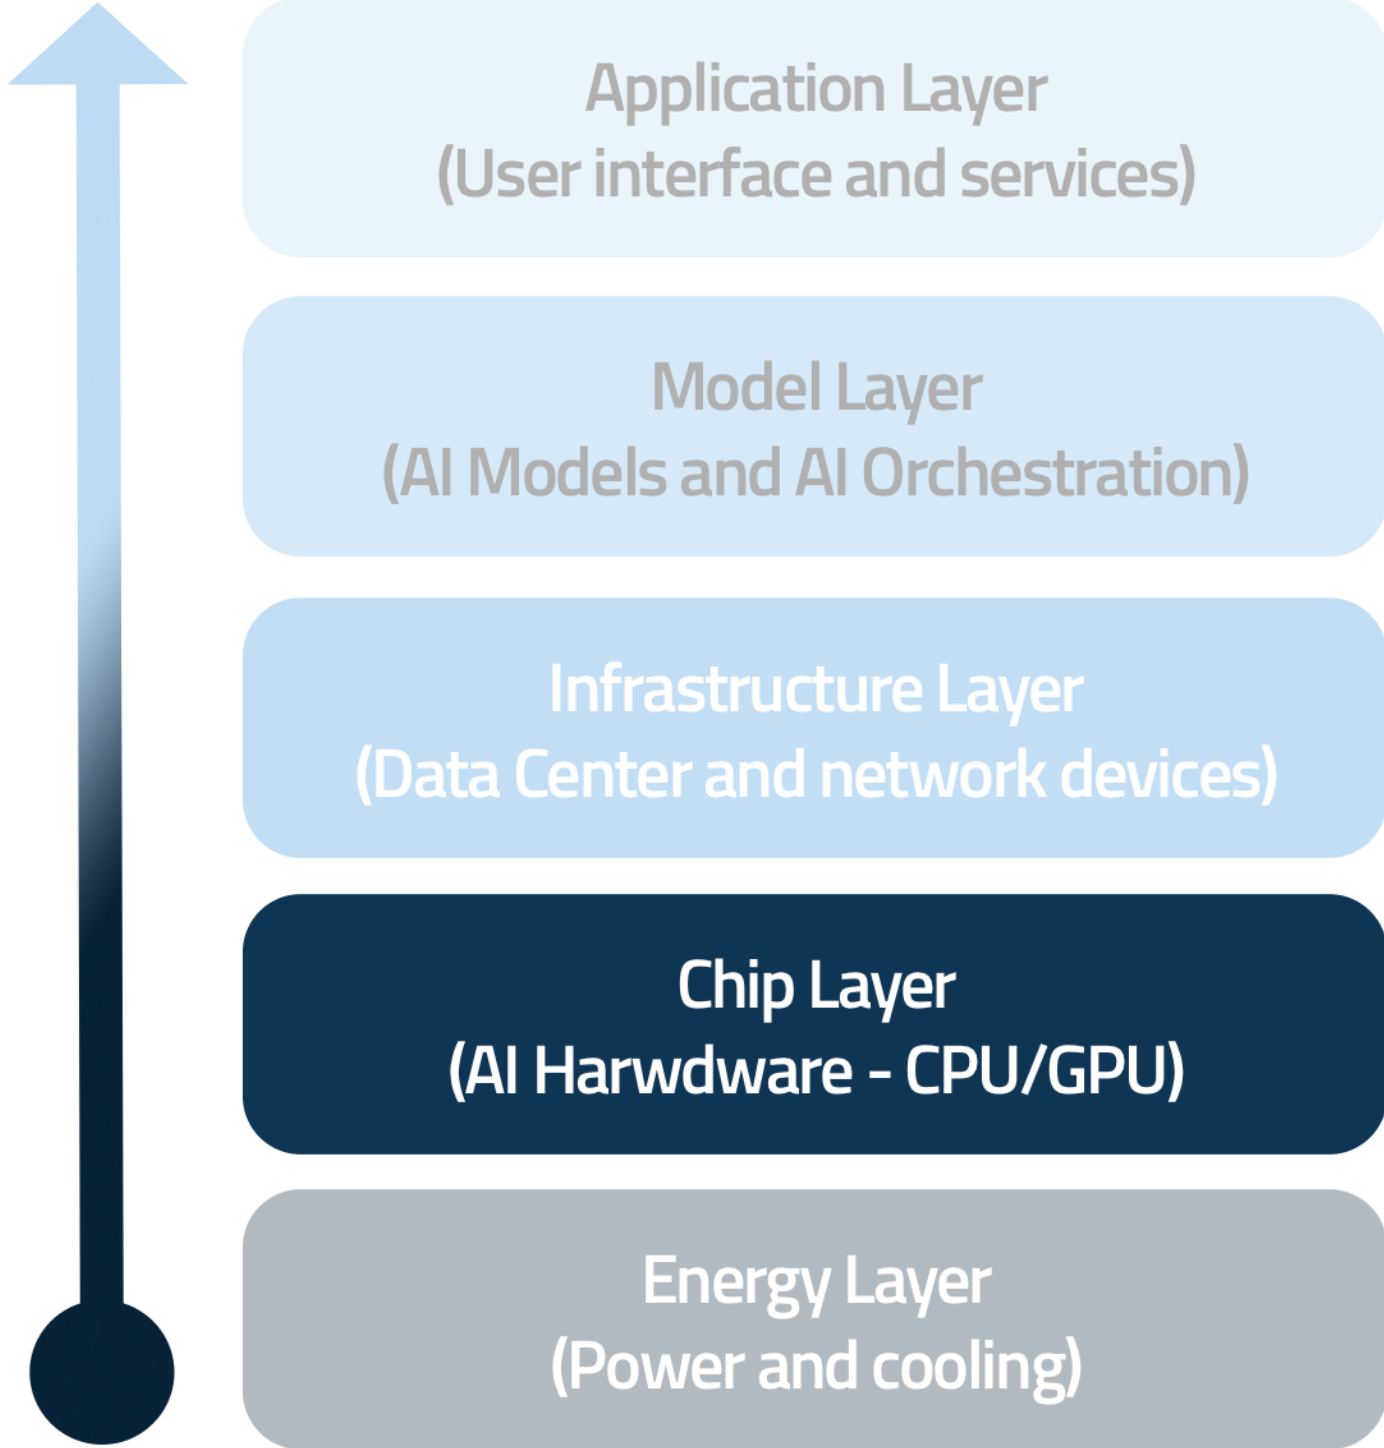 Application Layer
(User interface and services)
Model Layer
(AI Models and AI Orchestration)
Infrastructure Layer
(Data Center and network devices)
Chip Layer
(AI Harwdware - CPU/GPU)
Energy Layer
(Power and cooling)